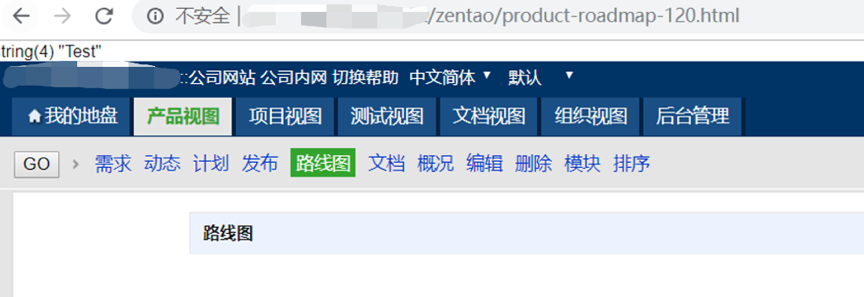 不安全 | /zentao/product-roadmap-120.html
tring(4) "Test"
::公司网站 公司内网 切换帮助 中文简体 默认
我的地盘 产品视图 项目视图 测试视图 文档视图 组织视图 后台管理
GO > 需求 动态 计划 发布 路线图 文档 概况 编辑 删除 模块 排序
路线图